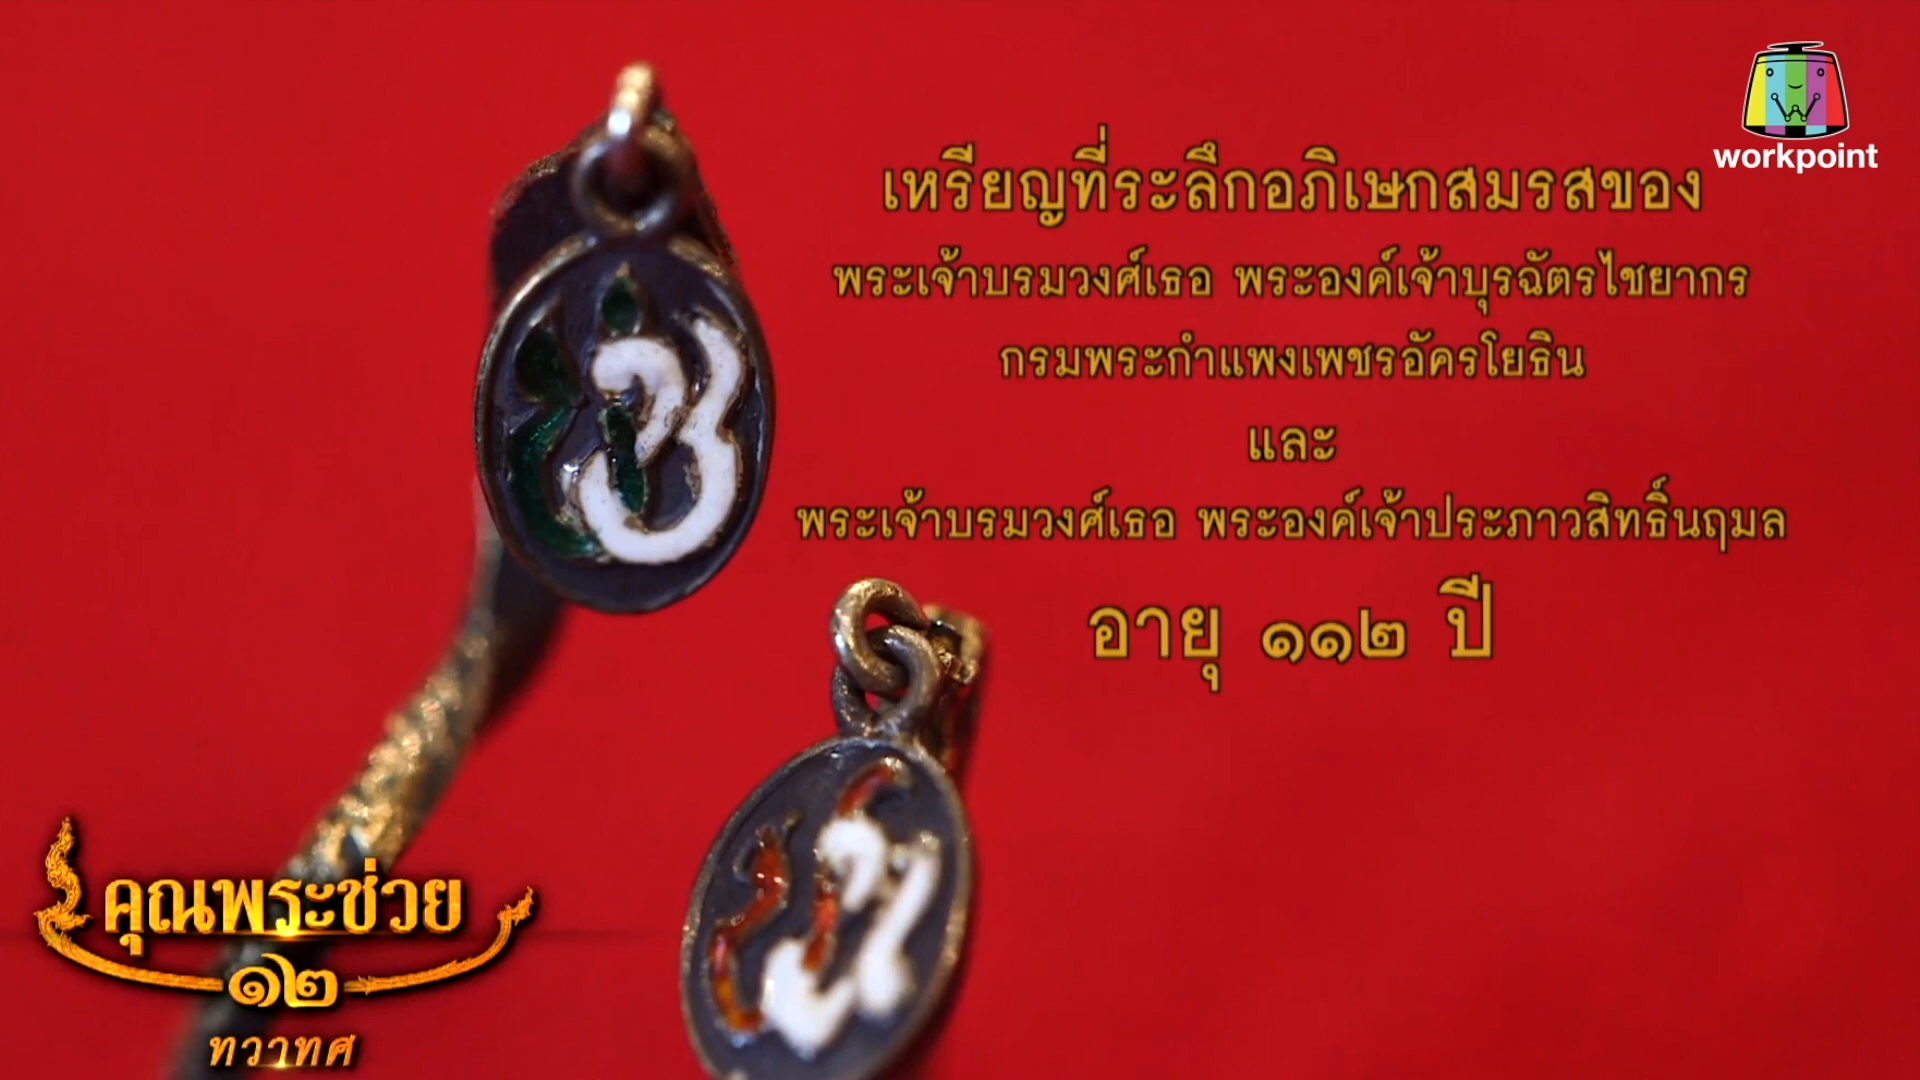 workpoint
เหรียญที่ระลึกอภิเษกสมรสของ
พระเจ้าบรมวงศ์เธอ พระองค์เจ้าบุรฉัตรไชยากร
กรมพระกำแพงเพชรอัครโยธิน
และ
พระเจ้าบรมวงศ์เธอ พระองค์เจ้าประภาวสิทธิ์นฤมล
อายุ ๑๑๒ ปี
คุณพระช่วย
๑๒
ทวาทศ